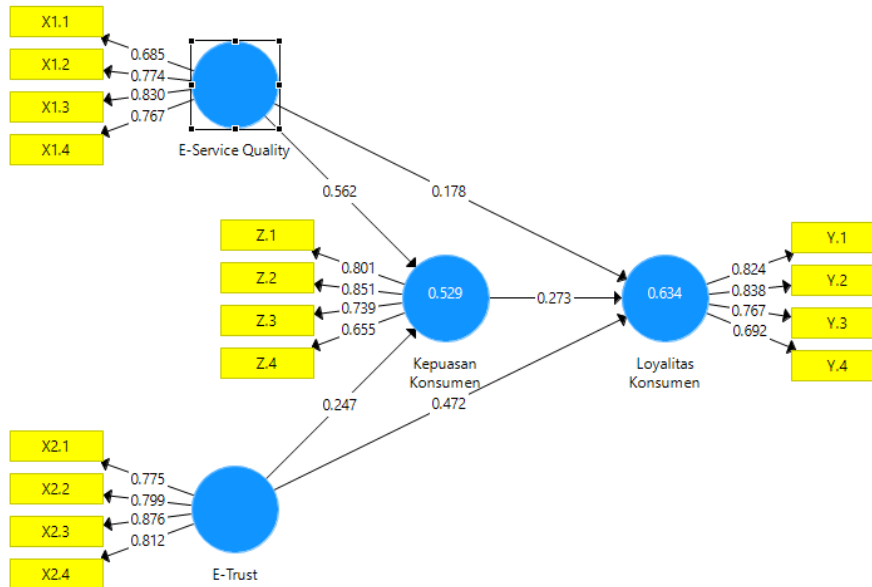 X1.1
X1.2
X1.3
X1.4
0.685
0.774
0.830
0.767
E-Service Quality
0.562
0.178
Z.1
Z.2
Z.3
Z.4
0.801
0.851
0.739
0.655
0.529
Kepuasan
Konsumen
0.273
0.634
Loyalitas
Konsumen
0.824
0.838
0.767
0.692
Y.1
Y.2
Y.3
Y.4
0.247
0.472
X2.1
X2.2
X2.3
X2.4
0.775
0.799
0.876
0.812
E-Trust